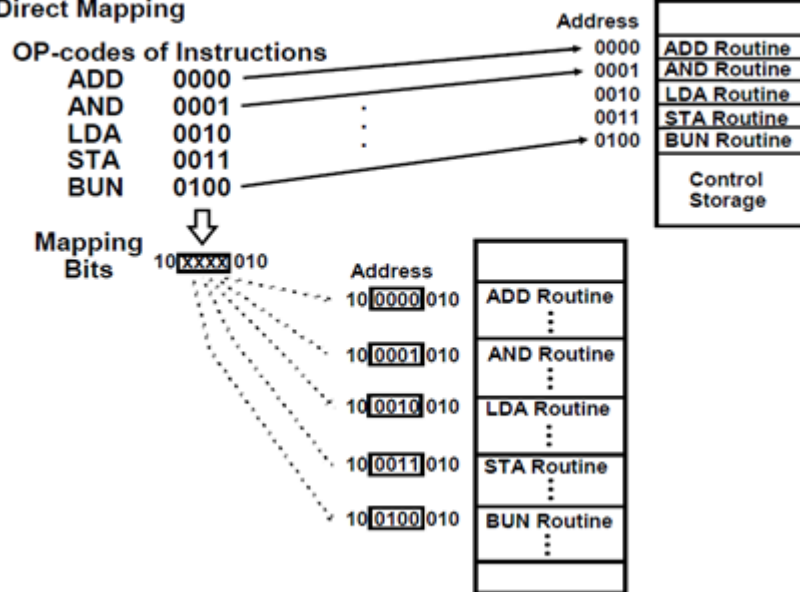 Direct Mapping
OP-codes of Instructions
ADD 0000
AND 0001
LDA 0010
STA 0011
BUN 0100
Address
0000 ADD Routine
0001 AND Routine
0010 LDA Routine
0011 STA Routine
0100 BUN Routine
Control
Storage
Mapping
Bits
10 xxxx 010
Address
10 0000 010 ADD Routine
10 0001 010 AND Routine
10 0010 010 LDA Routine
10 0011 010 STA Routine
10 0100 010 BUN Routine